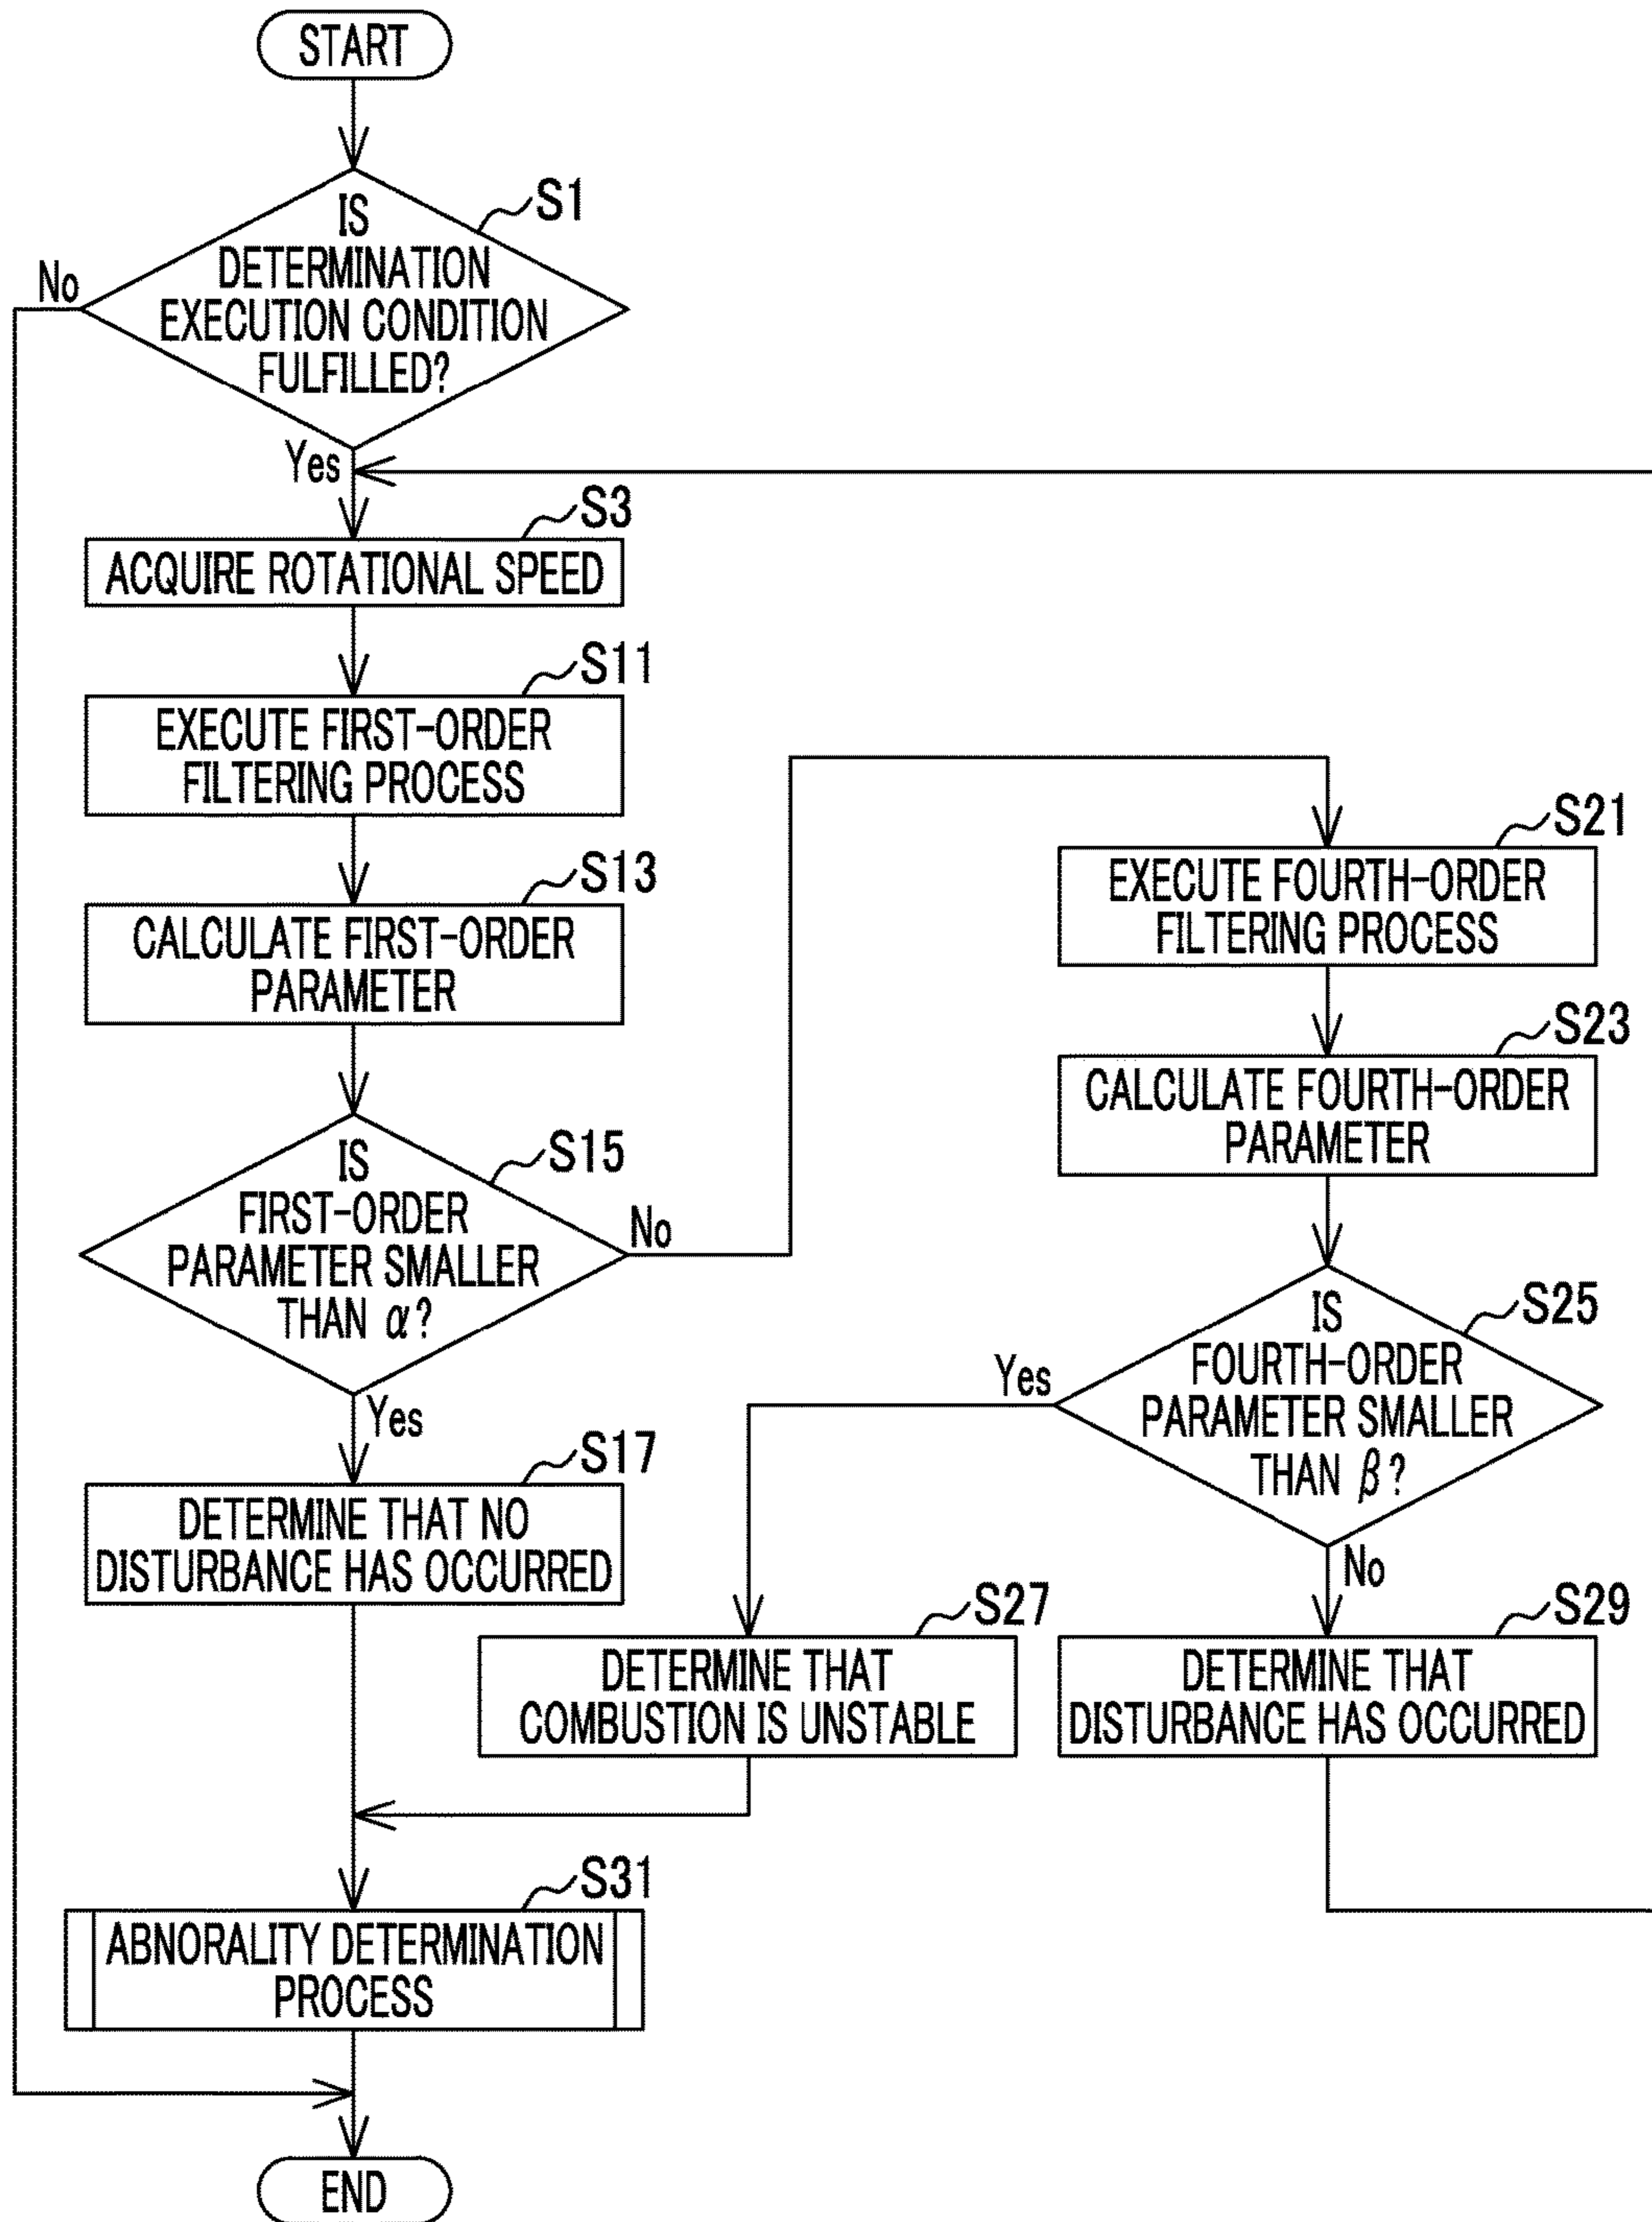 START
S1
IS
DETERMINATION
EXECUTION CONDITION
FULFILLED?
No
Yes
S3
ACQUIRE ROTATIONAL SPEED
S11
EXECUTE FIRST-ORDER
FILTERING PROCESS
S13
CALCULATE FIRST-ORDER
PARAMETER
S15
IS
FIRST-ORDER
PARAMETER SMALLER
THAN α?
No
Yes
S17
DETERMINE THAT NO
DISTURBANCE HAS OCCURRED
S21
EXECUTE FOURTH-ORDER
FILTERING PROCESS
S23
CALCULATE FOURTH-ORDER
PARAMETER
S25
IS
FOURTH-ORDER
PARAMETER SMALLER
THAN β?
Yes
No
S27
DETERMINE THAT
COMBUSTION IS UNSTABLE
S29
DETERMINE THAT
DISTURBANCE HAS OCCURRED
S31
ABNORALITY DETERMINATION
PROCESS
END